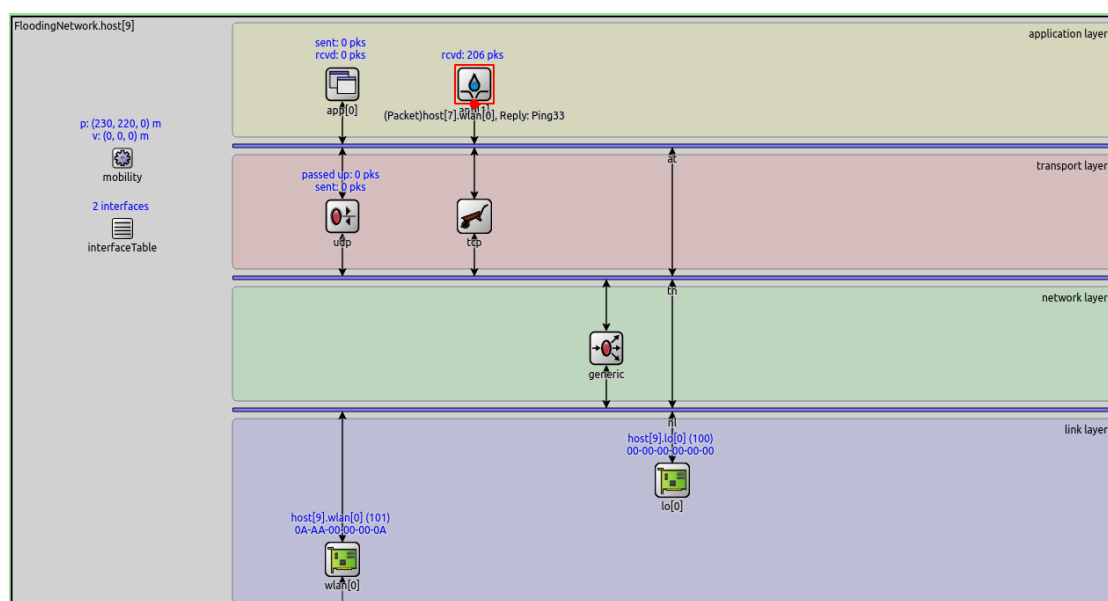 FloodingNetwork.host[9]
application layer
sent: 0 pks
rcvd: 0 pks
rcvd: 206 pks
app[0]
app[1]
(Packet)host[7].wlan[0], Reply: Ping33
p: (230, 220, 0) m
v: (0, 0, 0) m
mobility
at
transport layer
passed up: 0 pks
sent: 0 pks
2 interfaces
interfaceTable
udp
tcp
tn
network layer
generic
nl
link layer
host[9].lo[0] (100)
00-00-00-00-00-00
lo[0]
host[9].wlan[0] (101)
0A-AA-00-00-00-0A
wlan[0]